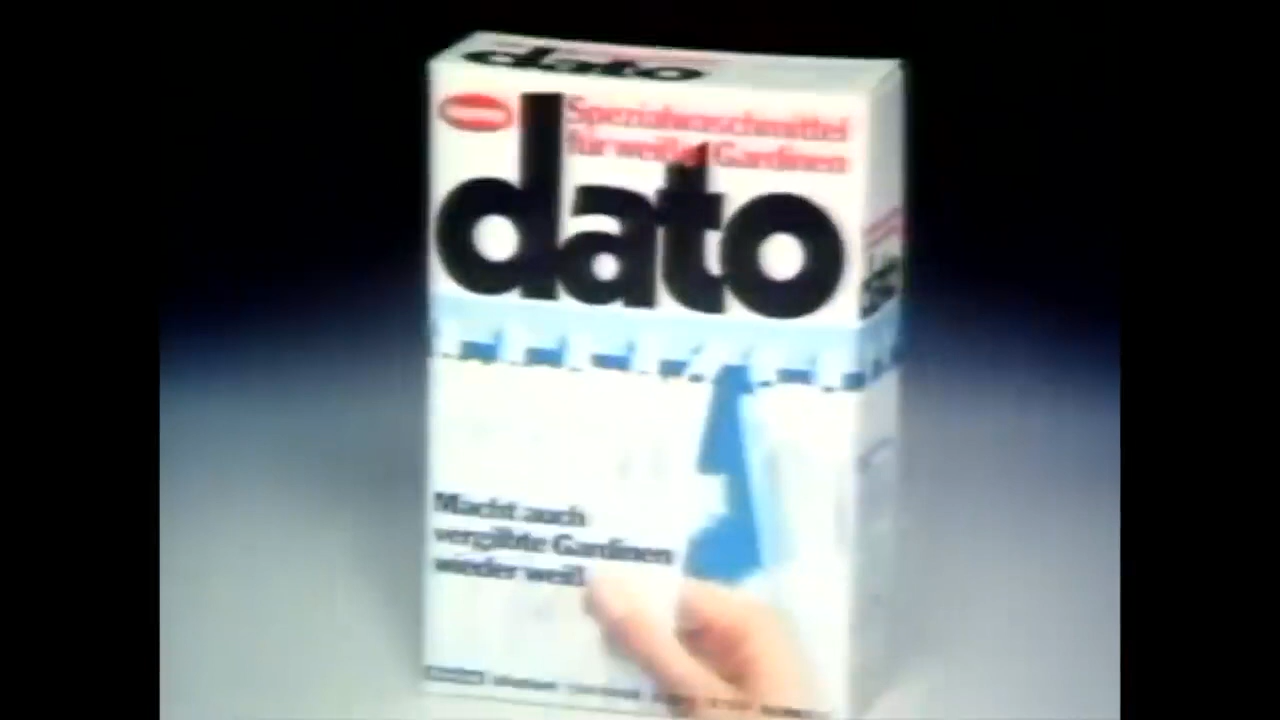 dato
Spezialwaschmittel
für weiße Gardinen
dato
Macht auch
vergilbte Gardinen
wieder weiß